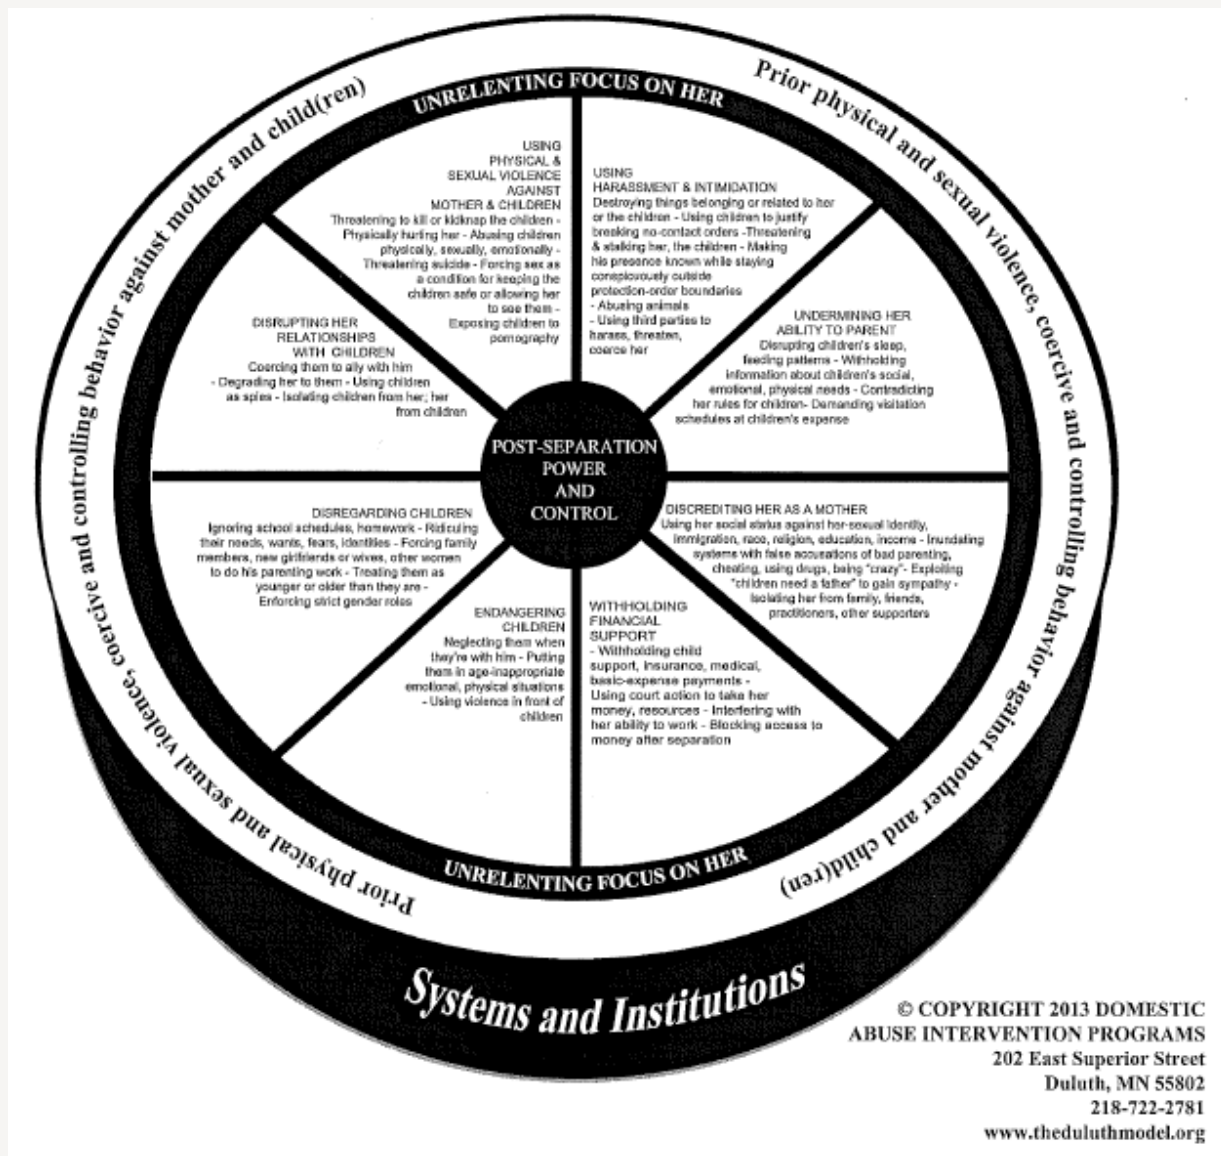 Prior physical and sexual violence, coercive and controlling behavior against mother and child(ren)
Prior physical and sexual violence, coercive and controlling behavior against mother and child(ren)
UNRELENTING FOCUS ON HER
USING
PHYSICAL &
SEXUAL VIOLENCE
AGAINST
MOTHER & CHILDREN
Threatening to kill or kidknap the children -
Physically hurting her - Abusing children
physically, sexually, emotionally -
Threatening suicide - Forcing sex as
a condition for keeping the
children safe or allowing her
to see them -
Exposing children to
pornography
USING
HARASSMENT & INTIMIDATION
Destroying things belonging or related to her
or the children - Using children to justify
breaking no-contact orders -Threatening
& stalking her, the children - Making
his presence known while staying
conspicuously outside
protection-order boundaries
- Abusing animals
- Using third parties to
harass, threaten,
coerce her
UNDERMINING HER
ABILITY TO PARENT
Disrupting children's sleep,
feeding patterns - Withholding
information about children's social,
emotional, physical needs - Contradicting
her rules for children- Demanding visitation
schedules at children's expense
DISCREDITING HER AS A MOTHER
Using her social status against her-sexual identity,
immigration, race, religion, education, income - Inundating
systems with false accusations of bad parenting,
cheating, using drugs, being "crazy"- Exploiting
"children need a father" to gain sympathy -
Isolating her from family, friends,
practitioners, other supporters
WITHHOLDING
FINANCIAL
SUPPORT
- Withholding child
support, insurance, medical,
basic-expense payments -
Using court action to take her
money, resources - Interfering with
her ability to work - Blocking access to
money after separation
ENDANGERING
CHILDREN
Neglecting them when
they're with him - Putting
them in age-inappropriate
emotional, physical situations
- Using violence in front of
children
DISREGARDING CHILDREN
Ignoring school schedules, homework - Ridiculing
their needs, wants, fears, identities - Forcing family
members, new girlfriends or wives, other women
to do his parenting work - Treating them as
younger or older than they are -
Enforcing strict gender roles
DISRUPTING HER
RELATIONSHIPS
WITH CHILDREN
Coercing them to ally with him
- Degrading her to them - Using children
as spies - Isolating children from her; her
from children
POST-SEPARATION
POWER
AND
CONTROL
UNRELENTING FOCUS ON HER
Systems and Institutions
© COPYRIGHT 2013 DOMESTIC
ABUSE INTERVENTION PROGRAMS
202 East Superior Street
Duluth, MN 55802
218-722-2781
www.theduluthmodel.org